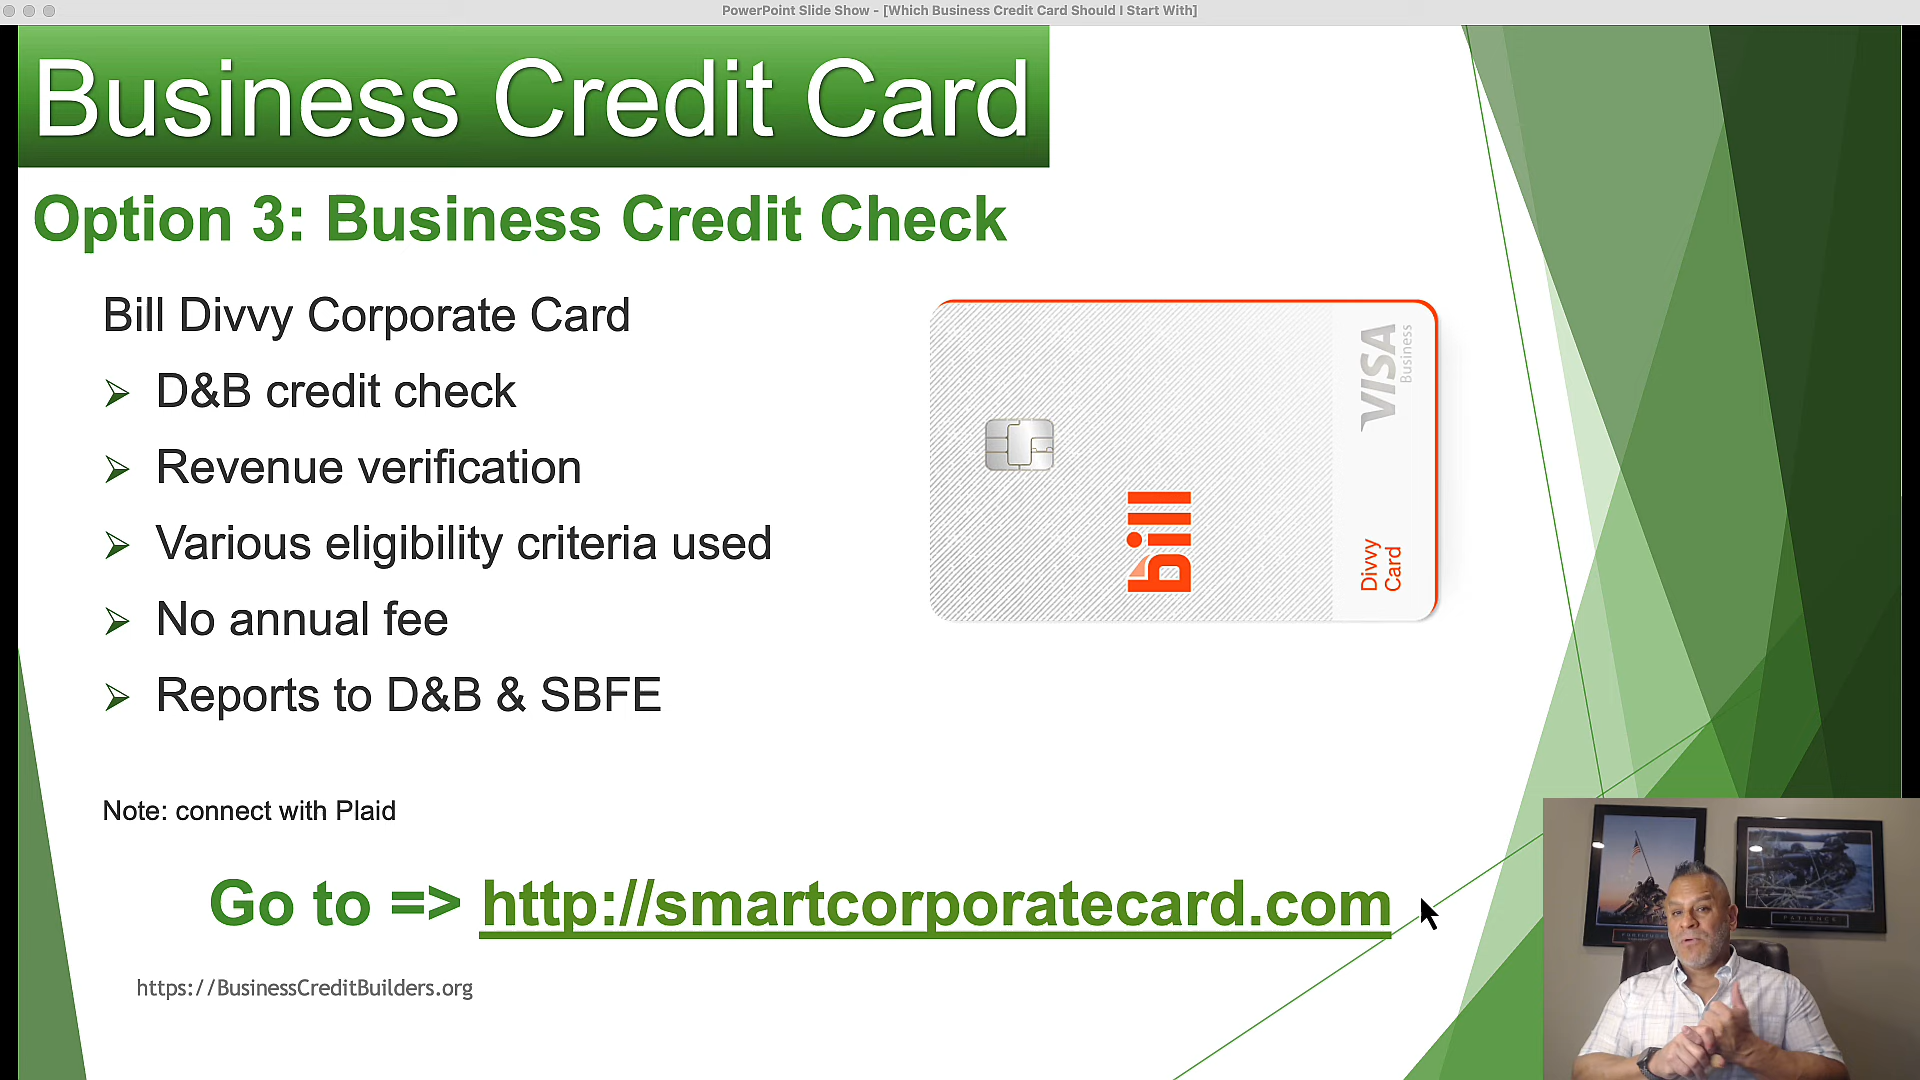 PowerPoint Slide Show - [Which Business Credit Card Should I Start With]
Business Credit Card
Option 3: Business Credit Check
Bill Divvy Corporate Card
D&B credit check
Revenue verification
Various eligibility criteria used
No annual fee
Reports to D&B & SBFE
VISA
Business
bill
Divvy
Card
Note: connect with Plaid
Go to => http://smartcorporatecard.com
https://BusinessCreditBuilders.org
PATIENCE